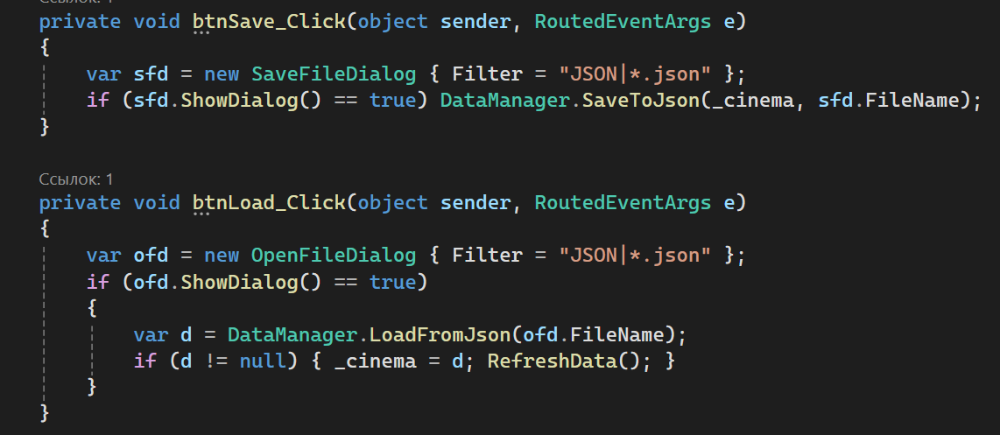 Ссылок: 1
private void btnSave_Click(object sender, RoutedEventArgs e)
{
var sfd = new SaveFileDialog { Filter = "JSON|*.json" };
if (sfd.ShowDialog() == true) DataManager.SaveToJson(_cinema, sfd.FileName);
}
Ссылок: 1
private void btnLoad_Click(object sender, RoutedEventArgs e)
{
var ofd = new OpenFileDialog { Filter = "JSON|*.json" };
if (ofd.ShowDialog() == true)
{
var d = DataManager.LoadFromJson(ofd.FileName);
if (d != null) { _cinema = d; RefreshData(); }
}
}